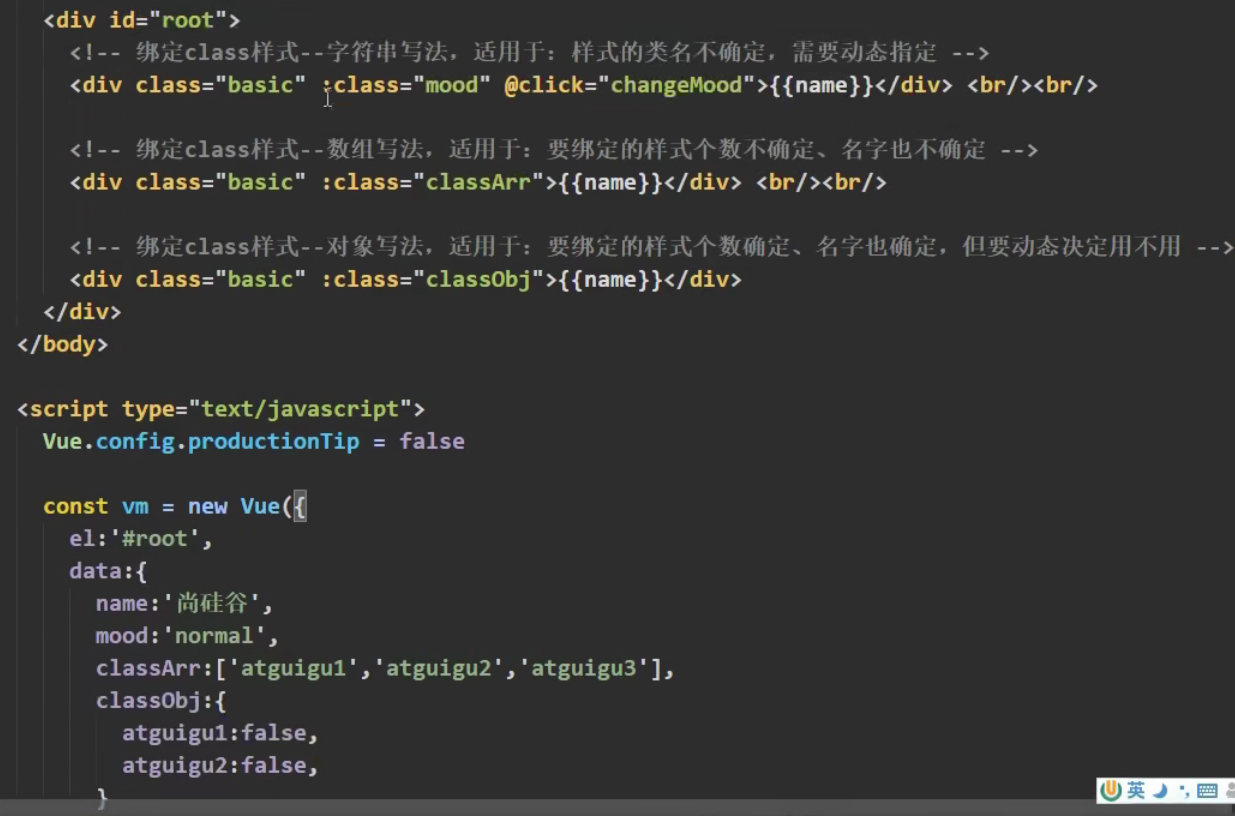 <div id="root">
<!-- 绑定class样式--字符串写法，适用于：样式的类名不确定，需要动态指定 -->
<div class="basic" :class="mood" @click="changeMood">{{name}}</div> <br/><br/>
<!-- 绑定class样式--数组写法，适用于：要绑定的样式个数不确定、名字也不确定 -->
<div class="basic" :class="classArr">{{name}}</div> <br/><br/>
<!-- 绑定class样式--对象写法，适用于：要绑定的样式个数确定、名字也确定，但要动态决定用不用 -->
<div class="basic" :class="classObj">{{name}}</div>
</div>
</body>
<script type="text/javascript">
Vue.config.productionTip = false
const vm = new Vue({
el:'#root',
data:{
name:'尚硅谷',
mood:'normal',
classArr:['atguigu1','atguigu2','atguigu3'],
classObj:{
atguigu1:false,
atguigu2:false,
}
英